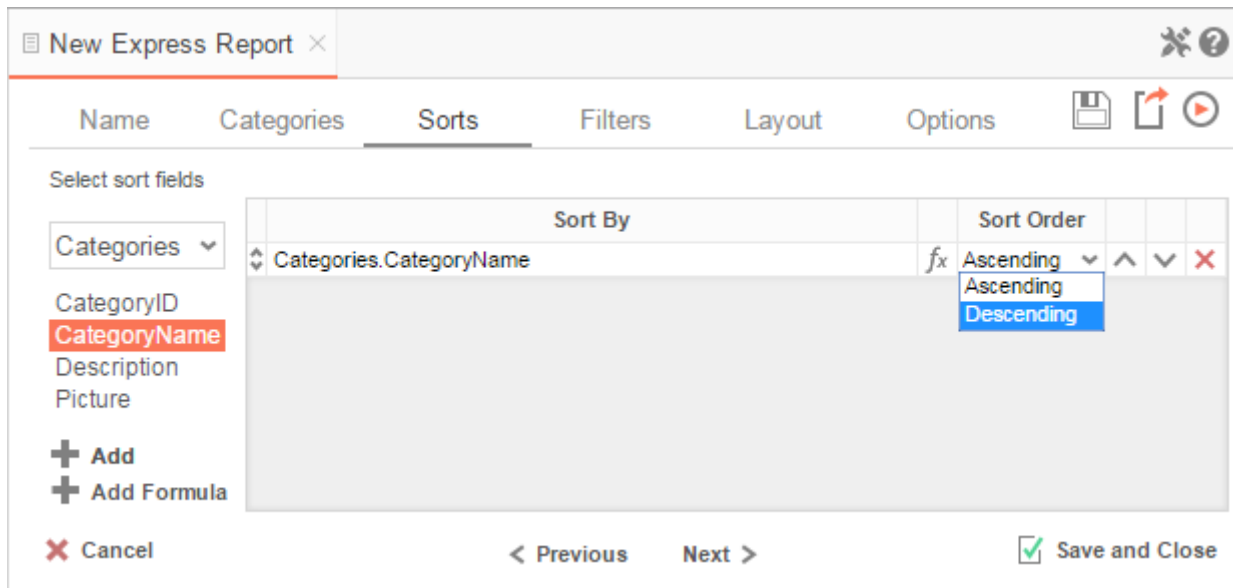 New Express Report
Name Categories Sorts Filters Layout Options
Select sort fields
Sort By Sort Order
Categories
Categories.CategoryName fx Ascending
Ascending
Descending
CategoryID
CategoryName
Description
Picture
Add
Add Formula
Cancel < Previous Next > Save and Close